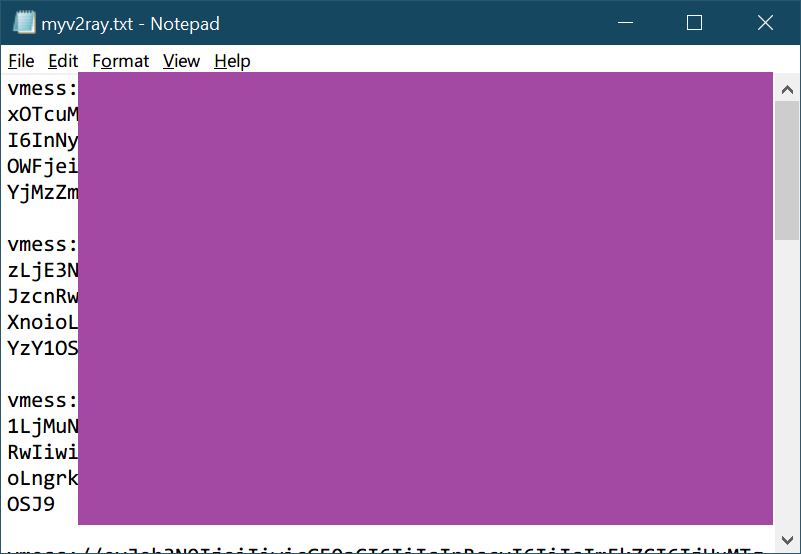 myv2ray.txt - Notepad
File Edit Format View Help
vmess:
xOTcuM
I6InNy
OWFjei
YjMzZm
vmess:
zLjE3N
JzcnRw
XnoioL
YzY1OS
vmess:
1LjMuN
RwIiwi
oLngrk
OSJ9